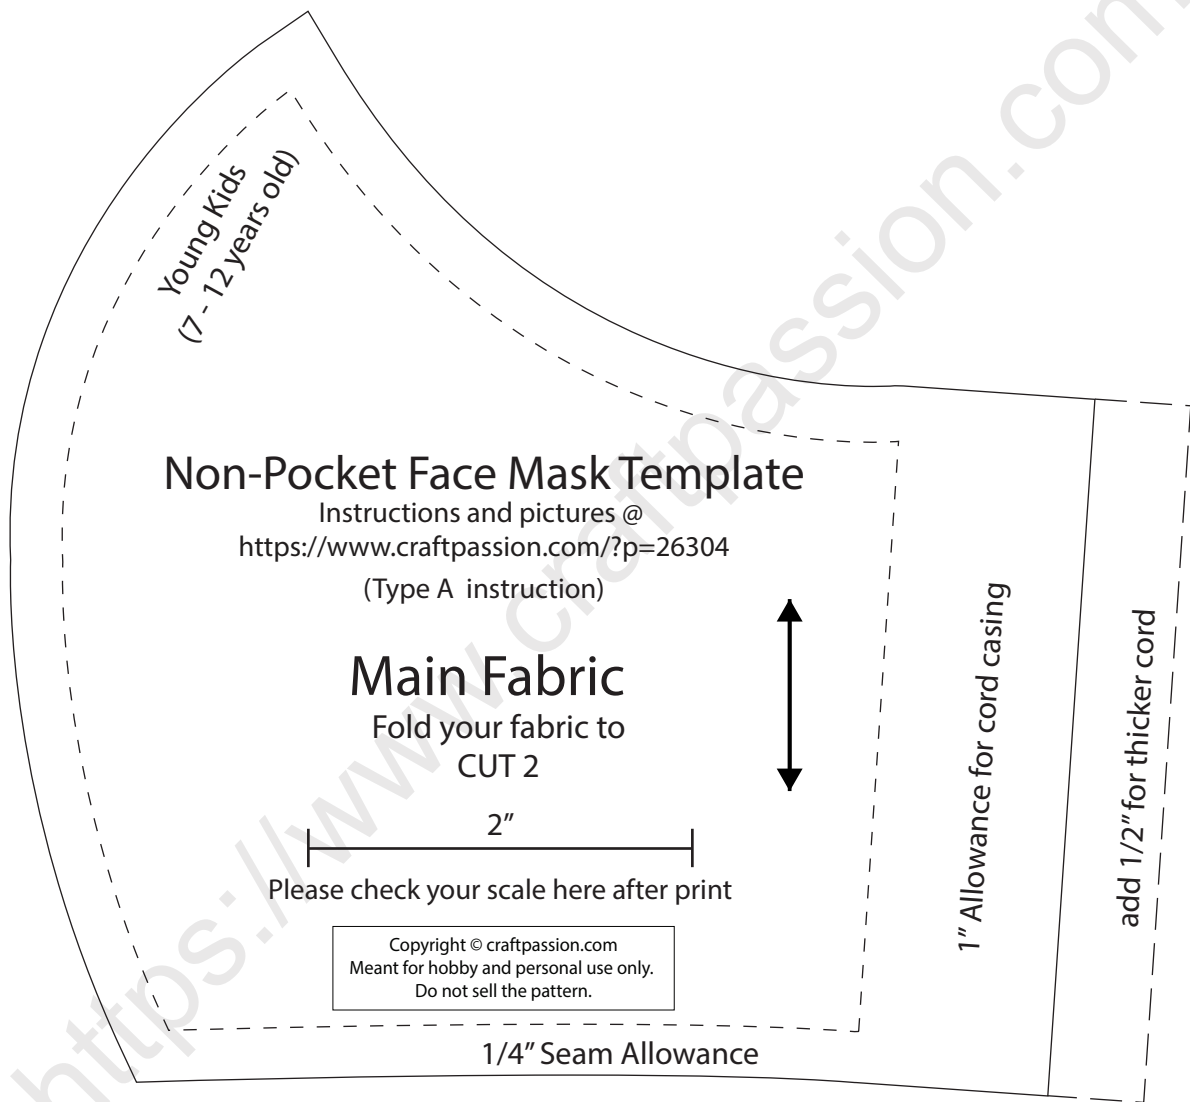 Young Kids
(7 - 12 years old)
Non-Pocket Face Mask Template
Instructions and pictures @
https://www.craftpassion.com/?p=26304
(Type A instruction)
Main Fabric
Fold your fabric to
CUT 2
2”
Please check your scale here after print
Copyright © craftpassion.com
Meant for hobby and personal use only.
Do not sell the pattern.
1/4” Seam Allowance
1” Allowance for cord casing
add 1/2” for thicker cord
https://www.craftpassion.com